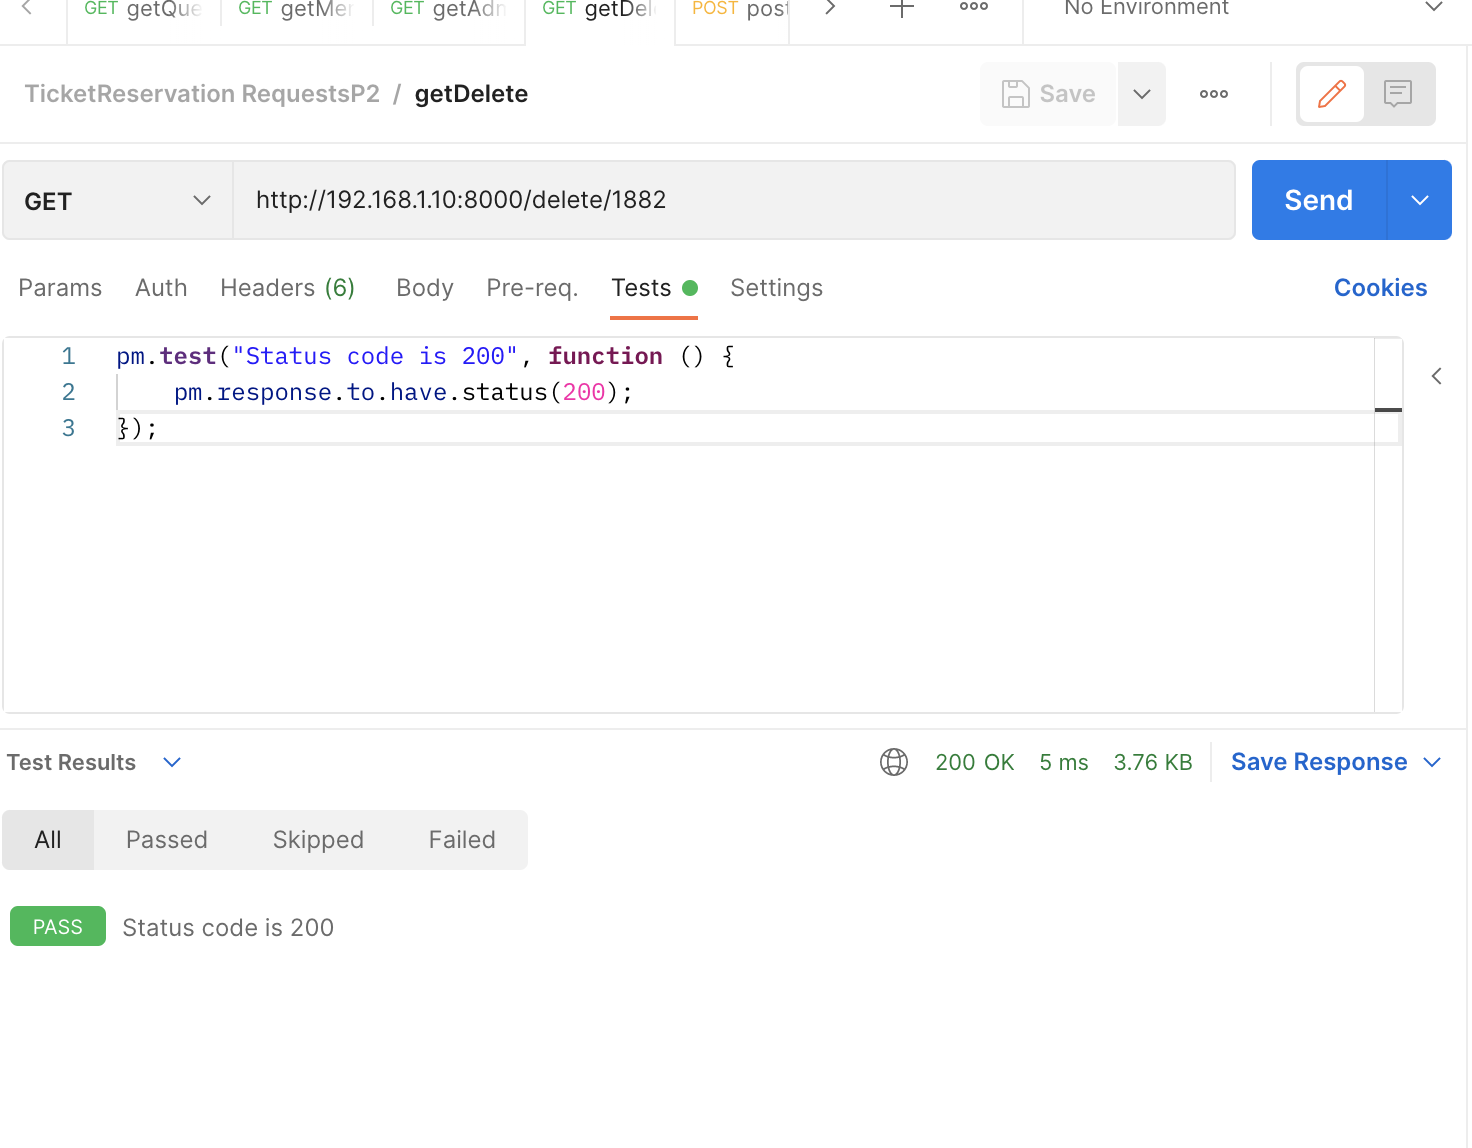 GET getQue GET getMer GET getAdn GET getDel POST post No Environment
TicketReservation RequestsP2 / getDelete Save
GET http://192.168.1.10:8000/delete/1882 Send
Params Auth Headers (6) Body Pre-req. Tests Settings Cookies
1 pm.test("Status code is 200", function () {
2 pm.response.to.have.status(200);
3 });
Test Results 200 OK 5 ms 3.76 KB Save Response
All Passed Skipped Failed
PASS Status code is 200